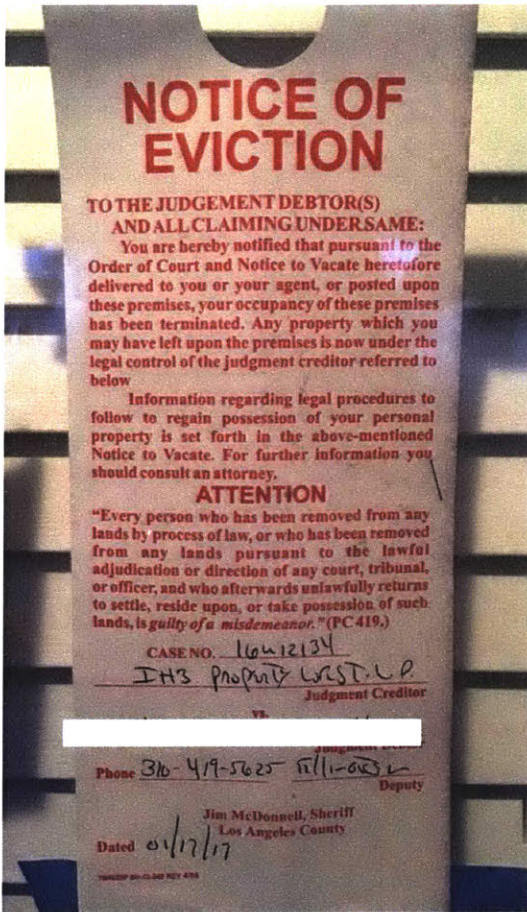 NOTICE OF
EVICTION
TO THE JUDGEMENT DEBTOR(S)
AND ALL CLAIMING UNDER SAME:
You are hereby notified that pursuant to the
Order of Court and Notice to Vacate heretofore
delivered to you or your agent, or posted upon
these premises, your occupancy of these premises
has been terminated. Any property which you
may have left upon the premises is now under the
legal control of the judgment creditor referred to
below
Information regarding legal procedures to
follow to regain possession of your personal
property is set forth in the above-mentioned
Notice to Vacate. For further information you
should consult an attorney.
ATTENTION
"Every person who has been removed from any
lands by process of law, or who has been removed
from any lands pursuant to the lawful
adjudication or direction of any court, tribunal,
or officer, and who afterwards unlawfully returns
to settle, reside upon, or take possession of such
lands, is guilty of a misdemeanor." (PC 419.)
CASE NO.
IH3 Property West. L.P.
Judgment Creditor
vs.
Phone 310-419-5625
Deputy
Jim McDonnell, Sheriff
Los Angeles County
Dated 01/17/17